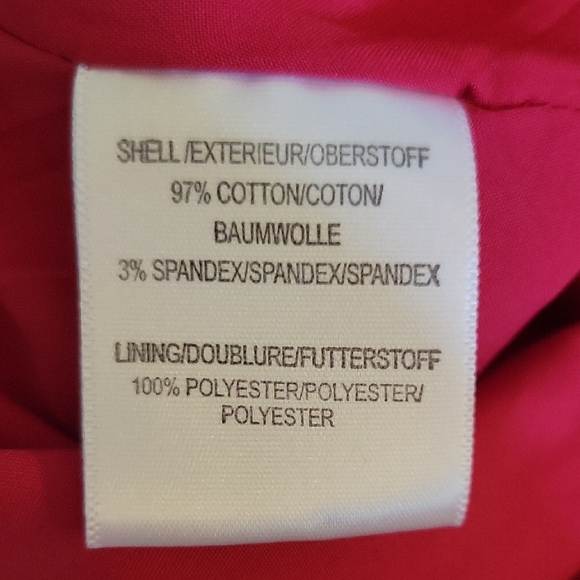 SHELL/EXTERIEUR/OBERSTOFF
97% COTTON/COTON/
BAUMWOLLE
3% SPANDEX/SPANDEX/SPANDEX
LINING/DOUBLURE/FUTTERSTOFF
100% POLYESTER/POLYESTER/
POLYESTER